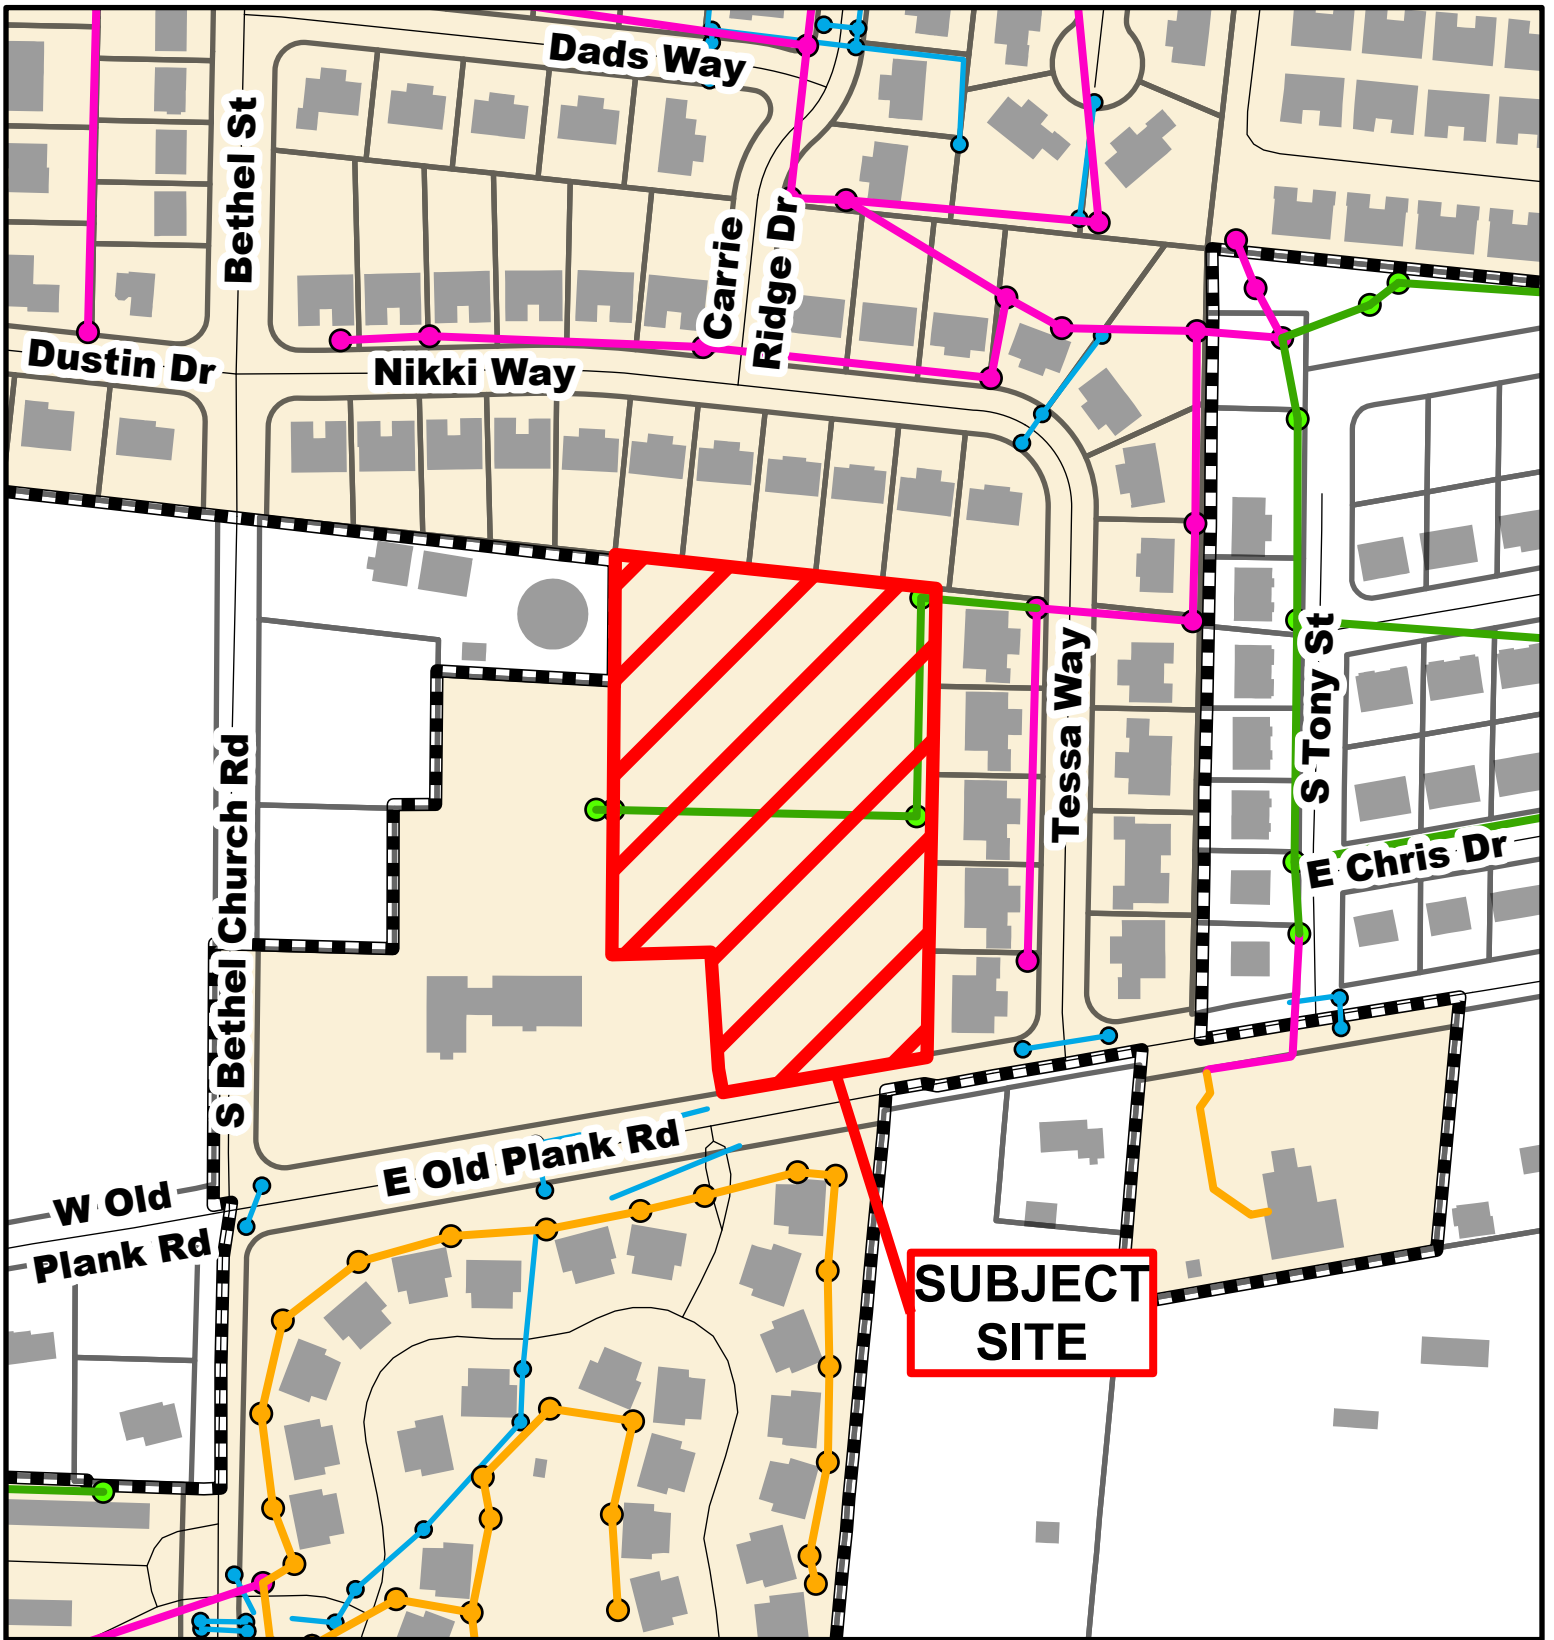 Dads Way
Bethel St
Carrie
Ridge Dr
Dustin Dr
Nikki Way
S Tony St
Tessa Way
S Bethel Church Rd
E Chris Dr
E Old Plank Rd
W Old
Plank Rd
SUBJECT
SITE